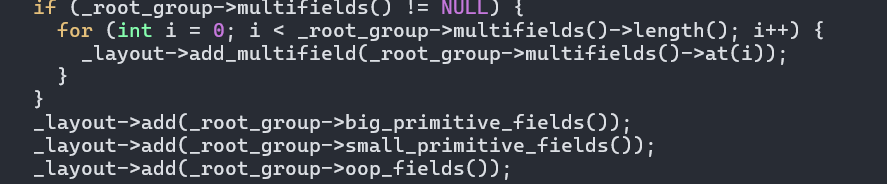 if (_root_group->multifields() != NULL) {
for (int i = 0; i < _root_group->multifields()->length(); i++) {
_layout->add_multifield(_root_group->multifields()->at(i));
}
}
_layout->add(_root_group->big_primitive_fields());
_layout->add(_root_group->small_primitive_fields());
_layout->add(_root_group->oop_fields());